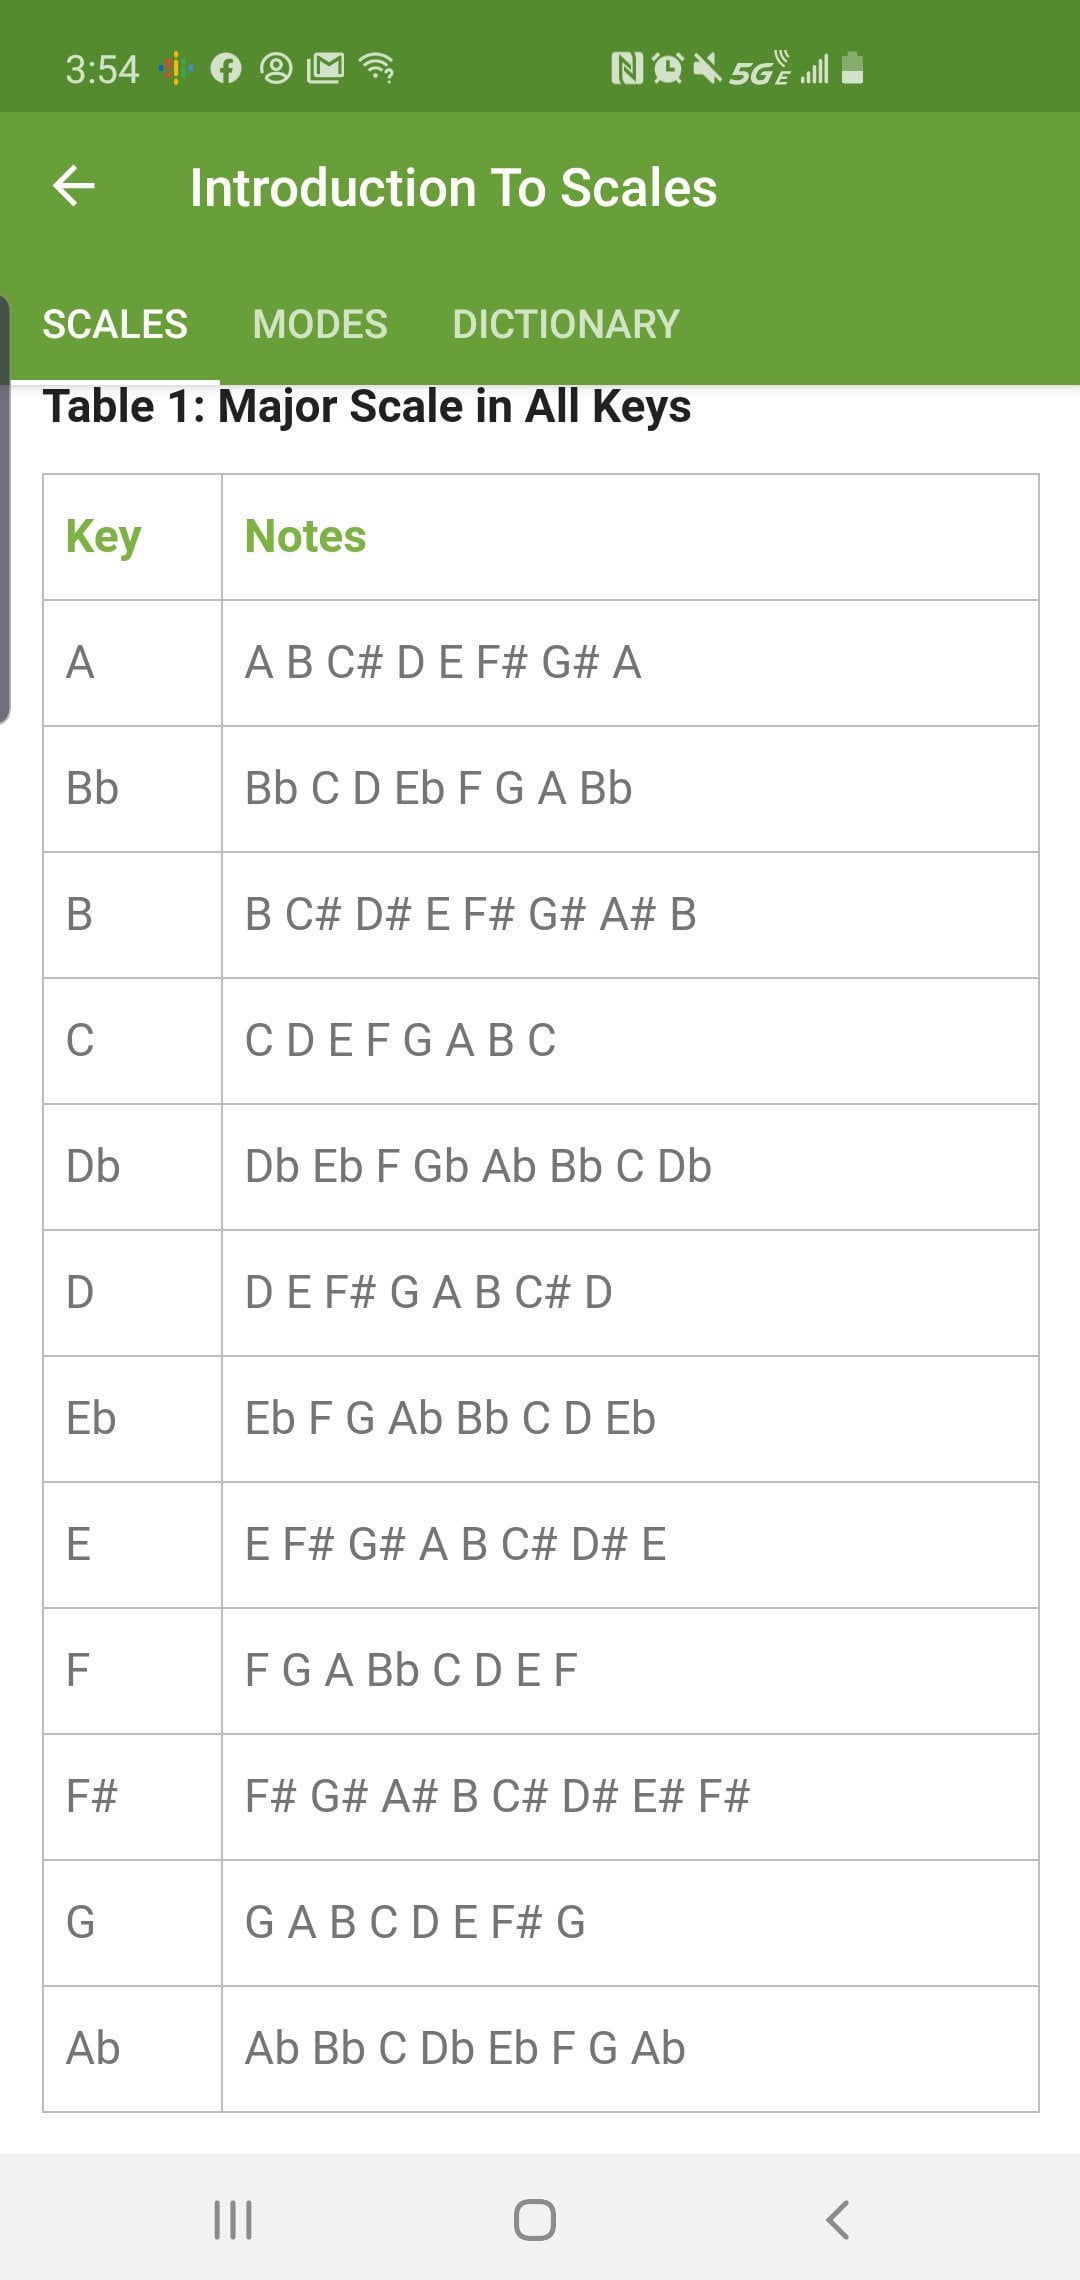 3:54 5G E
Introduction To Scales
SCALES MODES DICTIONARY
Table 1: Major Scale in All Keys
Key Notes
A A B C# D E F# G# A
Bb Bb C D Eb F G A Bb
B B C# D# E F# G# A# B
C C D E F G A B C
Db Db Eb F Gb Ab Bb C Db
D D E F# G A B C# D
Eb Eb F G Ab Bb C D Eb
E E F# G# A B C# D# E
F F G A Bb C D E F
F# F# G# A# B C# D# E# F#
G G A B C D E F# G
Ab Ab Bb C Db Eb F G Ab